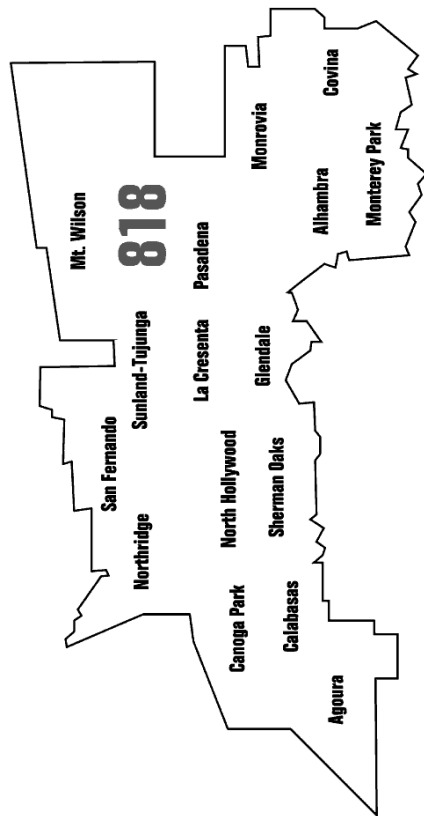 Mt. Wilson
818
San Fernando
Sunland-Tujunga
Northridge
La Cresenta
Pasadena
Monrovia
Canoga Park
North Hollywood
Glendale
Covina
Calabasas
Sherman Oaks
Alhambra
Agoura
Monterey Park